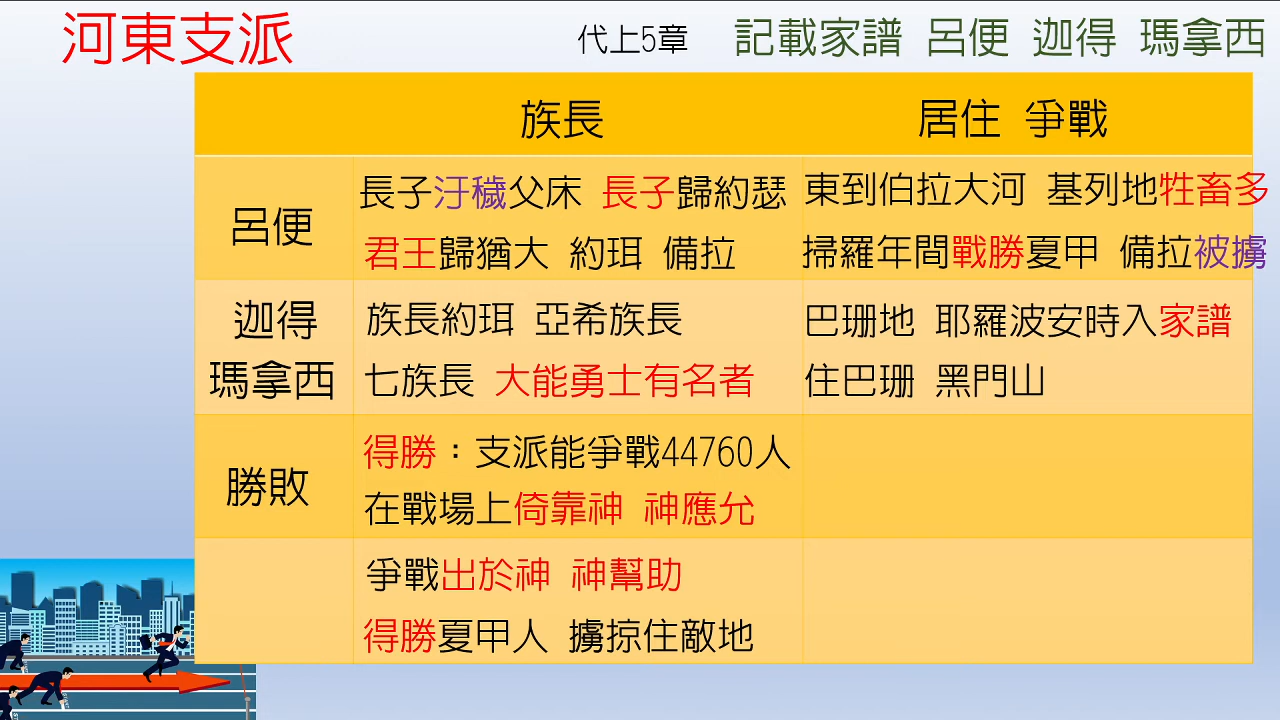 河東支派
代上5章 記載家譜 呂便 迦得 瑪拿西
族長 居住 爭戰
呂便
長子汙穢父床 長子歸約瑟
君王歸猶大 約珥 備拉
東到伯拉大河 基列地牲畜多
掃羅年間戰勝夏甲 備拉被擄
迦得
瑪拿西
族長約珥 亞希族長
七族長 大能勇士有名者
巴珊地 耶羅波安時入家譜
住巴珊 黑門山
勝敗
得勝：支派能爭戰44760人
在戰場上倚靠神 神應允
爭戰出於神 神幫助
得勝夏甲人 擄掠住敵地